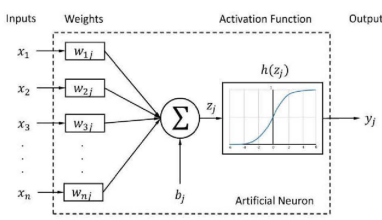 Inputs Weights Activation Function Output
x₁ w₁ⱼ h(zⱼ)
x₂ w₂ⱼ
x₃ w₃ⱼ Σ zⱼ yⱼ
.
.
.
xₙ wₙⱼ bⱼ Artificial Neuron